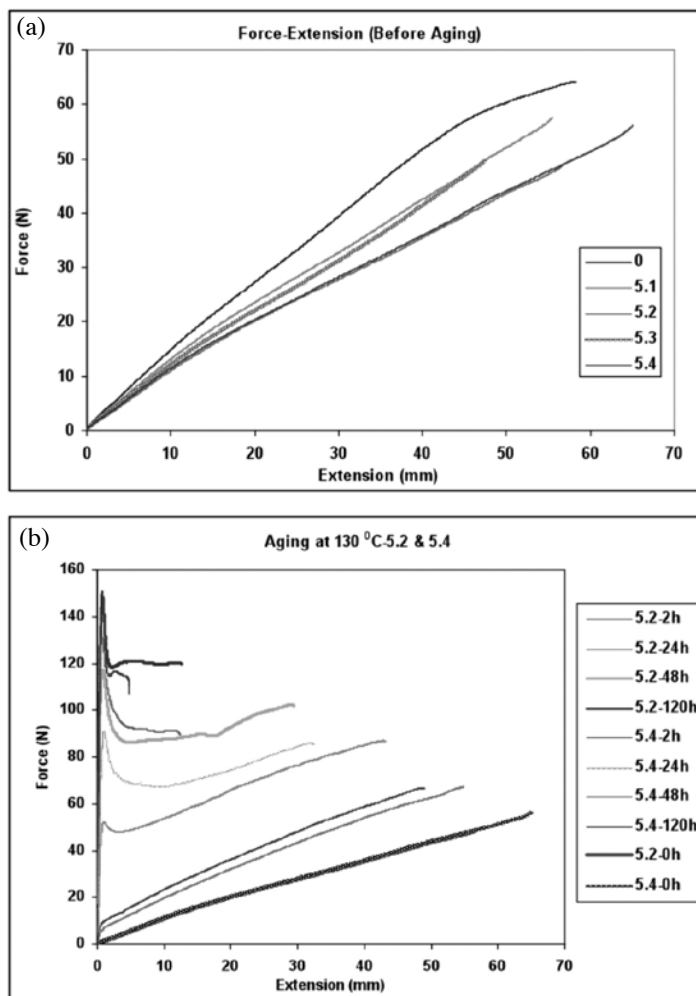 (a)
Force-Extension (Before Aging)
70
60
50
40
30
20
10
0
Force (N)
0 10 20 30 40 50 60 70
Extension (mm)
0
5.1
5.2
5.3
5.4
(b)
Aging at 130 ⁰C-5.2 & 5.4
160
140
120
100
80
60
40
20
0
Force (N)
0 10 20 30 40 50 60 70
Extension (mm)
5.2-2h
5.2-24h
5.2-48h
5.2-120h
5.4-2h
5.4-24h
5.4-48h
5.4-120h
5.2-0h
5.4-0h